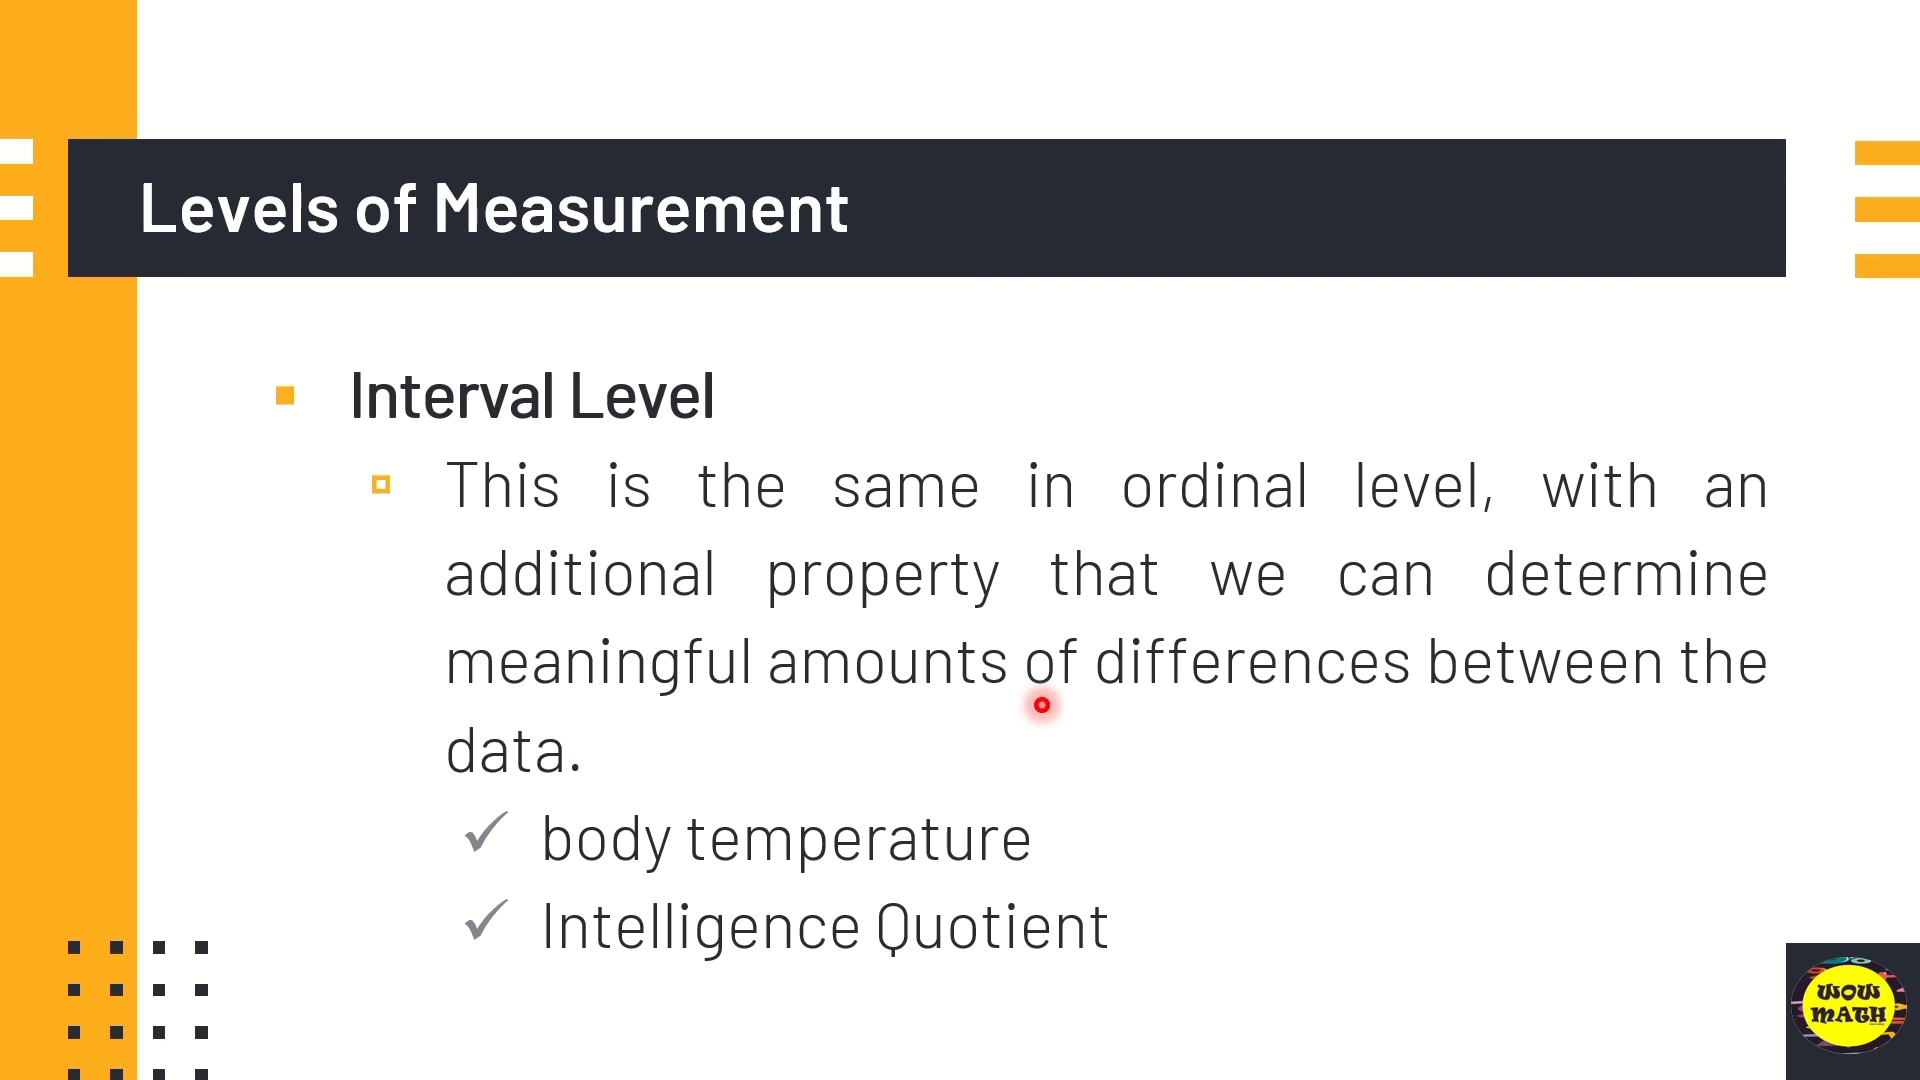 Levels of Measurement
Interval Level
This is the same in ordinal level, with an
additional property that we can determine
meaningful amounts of differences between the
data.
body temperature
Intelligence Quotient
WOW
MATH